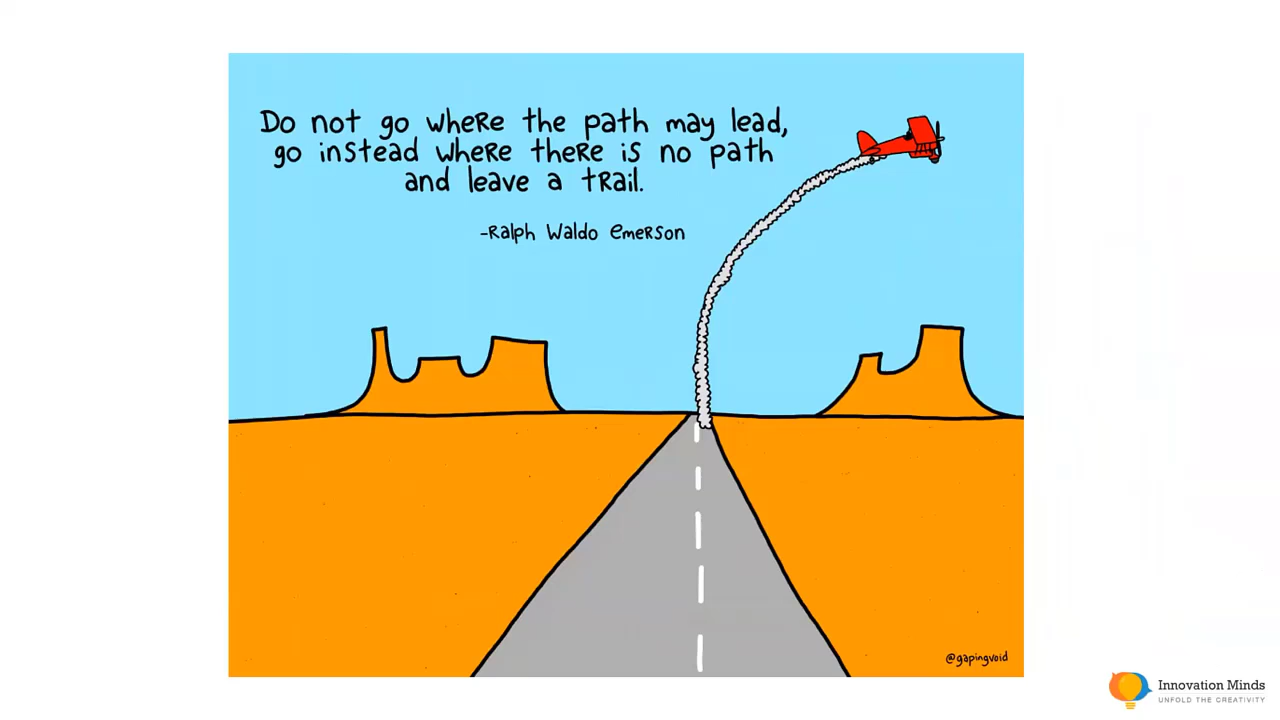 Do not go where the path may lead,
go instead where there is no path
and leave a trail.
-Ralph Waldo Emerson
@gapingvoid
Innovation Minds
UNFOLD THE CREATIVITY